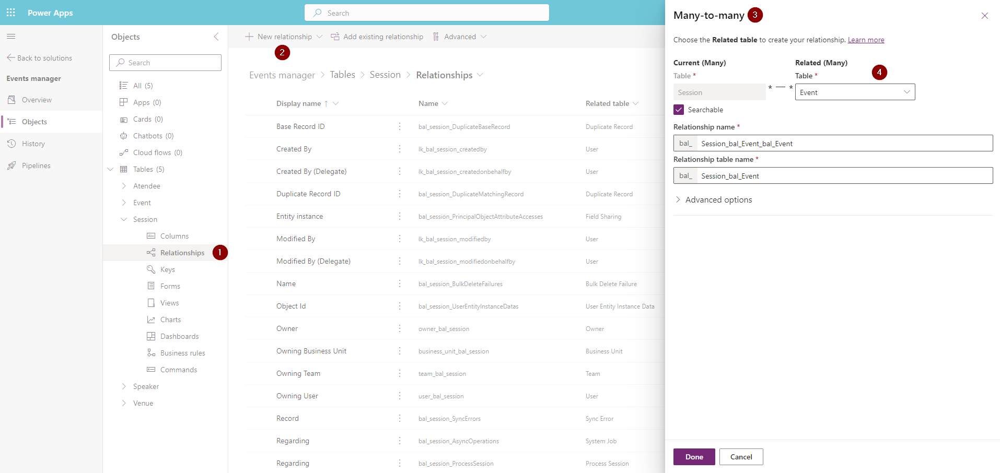 Power Apps
Search
Back to solutions
Events manager
Overview
Objects
History
Pipelines
Objects
Search
All (5)
Apps (0)
Cards (0)
Chatbots (0)
Cloud flows (0)
Tables (5)
Atendee
Event
Session
Abc Columns
Relationships 1
Keys
Forms
Views
Charts
Dashboards
Business rules
Commands
Speaker
Venue
New relationship Add existing relationship Advanced
2
Events manager > Tables > Session > Relationships
Display name ↑ Name Related table
Base Record ID bal_session_DuplicateBaseRecord Duplicate Record
Created By lk_bal_session_createdby User
Created By (Delegate) lk_bal_session_createdonbehalfby User
Duplicate Record ID bal_session_DuplicateMatchingRecord Duplicate Record
Entity instance bal_session_PrincipalObjectAttributeAccesses Field Sharing
Modified By lk_bal_session_modifiedby User
Modified By (Delegate) lk_bal_session_modifiedonbehalfby User
Name bal_session_BulkDeleteFailures Bulk Delete Failure
Object Id bal_session_UserEntityInstanceDatas User Entity Instance Data
Owner owner_bal_session Owner
Owning Business Unit business_unit_bal_session Business Unit
Owning Team team_bal_session Team
Owning User user_bal_session User
Record bal_session_SyncErrors Sync Error
Regarding bal_session_AsyncOperations System Job
Regarding bal_session_ProcessSession Process Session
Many-to-many 3
Choose the Related table to create your relationship. Learn more
Current (Many) Related (Many)
4
Table * Table *
Session * — * Event
Searchable
Relationship name *
bal_ Session_bal_Event_bal_Event
Relationship table name *
bal_ Session_bal_Event
Advanced options
Done Cancel